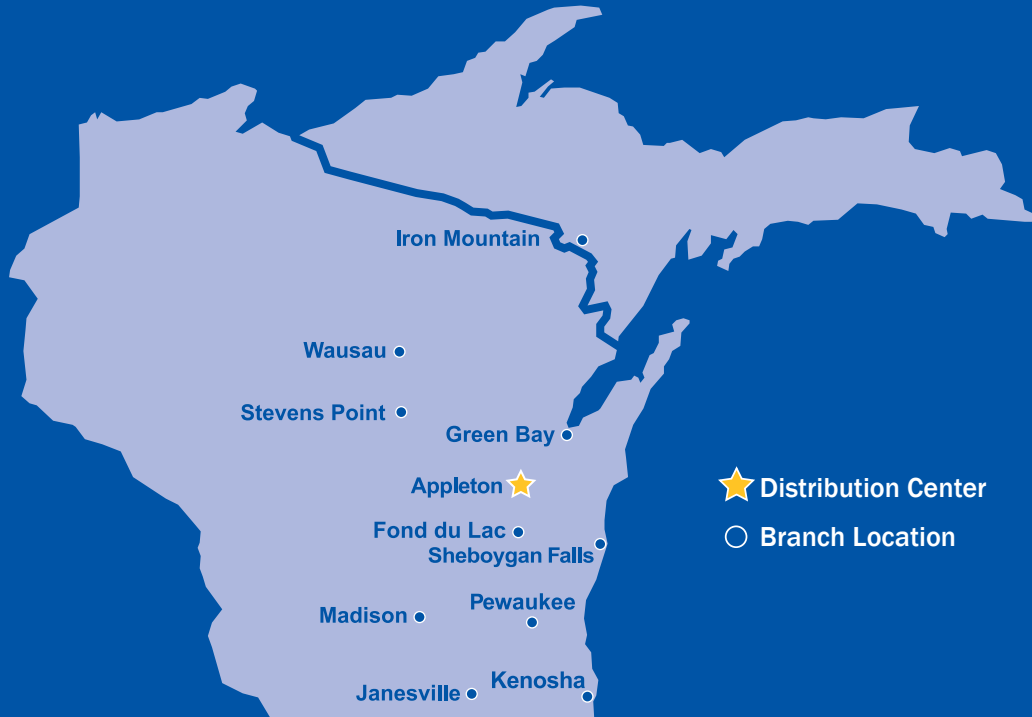 Iron Mountain
Wausau
Stevens Point
Green Bay
Appleton
Distribution Center
Fond du Lac
Branch Location
Sheboygan Falls
Pewaukee
Madison
Kenosha
Janesville